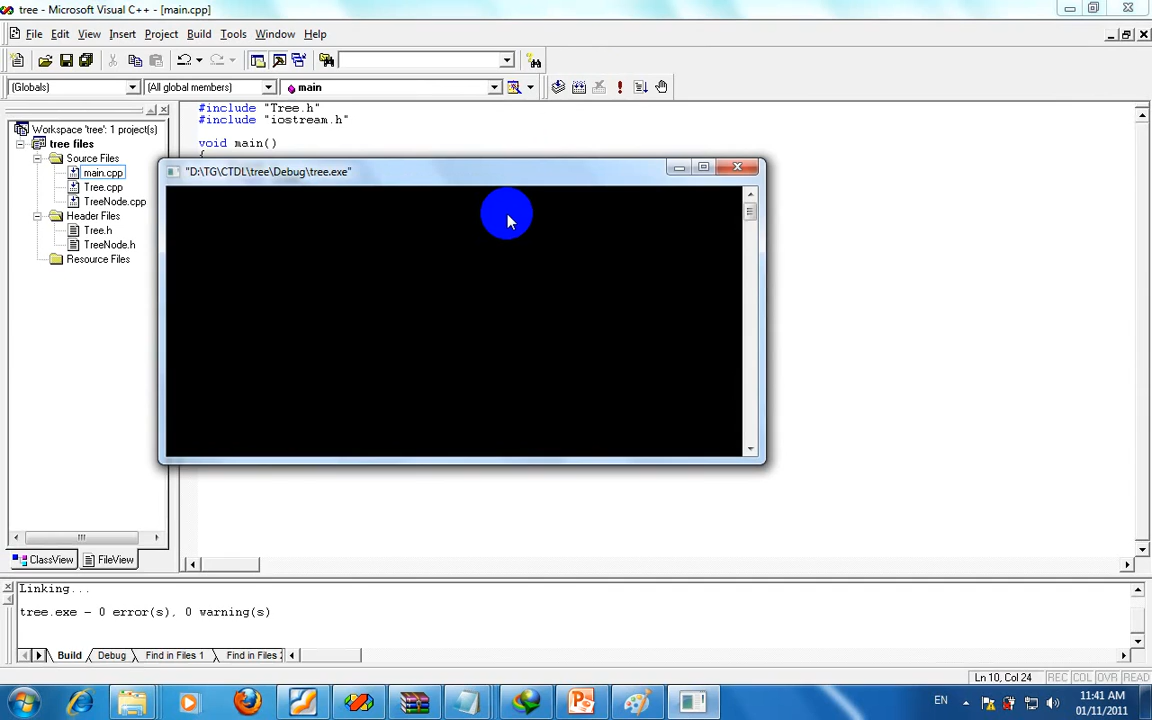 tree - Microsoft Visual C++ - [main.cpp]
File Edit View Insert Project Build Tools Window Help
(Globals) (All global members) main
Workspace 'tree': 1 project(s)
tree files
Source Files
main.cpp
Tree.cpp
TreeNode.cpp
Header Files
Tree.h
TreeNode.h
Resource Files
ClassView FileView
#include "Tree.h"
#include "iostream.h"
void main()
{
"D:\TG\CTDL\tree\Debug\tree.exe"
Linking...
tree.exe - 0 error(s), 0 warning(s)
Build Debug Find in Files 1 Find in Files
Ln 10, Col 24 REC COL OVR READ
EN
11:41 AM
01/11/2011